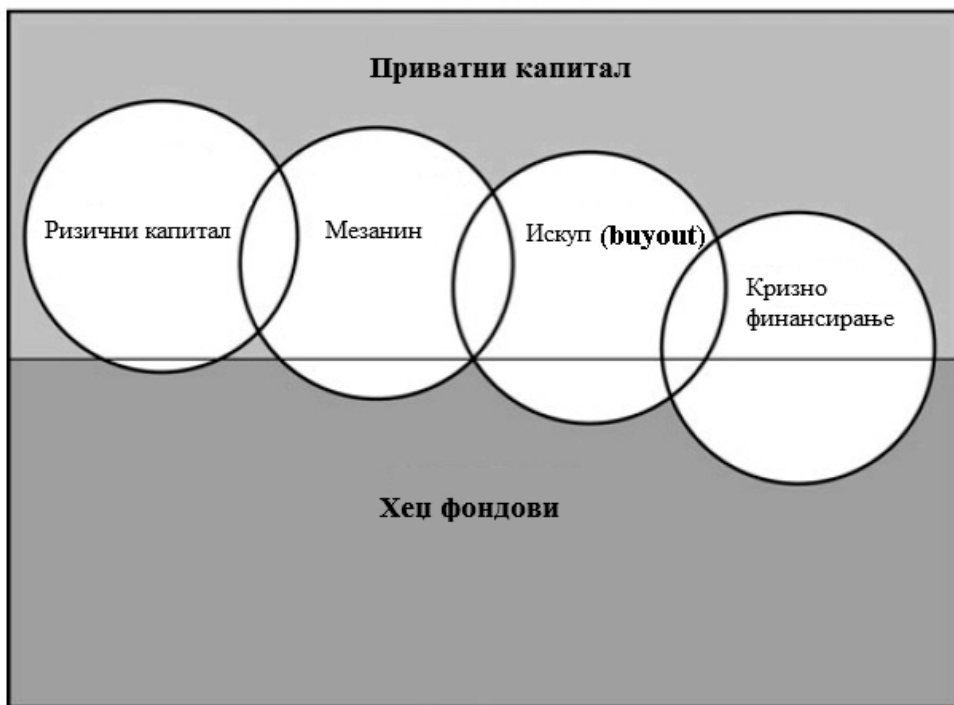 Приватни капитал
Ризични капитал
Мезанин
Искуп (buyout)
Кризно
финансирање
Хеџ фондови